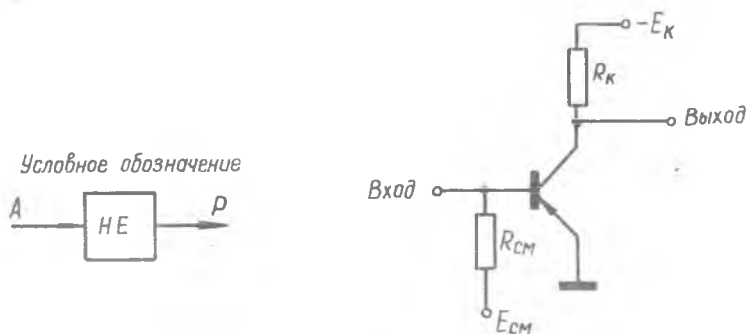 Условное обозначение
A
НЕ
P
−Eк
Rк
Выход
Вход
Rсм
Eсм